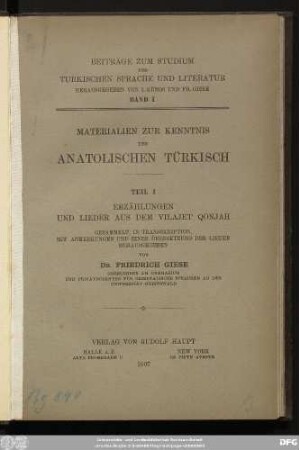 BEITRÄGE ZUM STUDIUM
DER
TÜRKISCHEN SPRACHE UND LITERATUR
HERAUSGEGEBEN VON I. KÚNOS UND FR. GIESE
BAND I
MATERIALIEN ZUR KENNTNIS
DES
ANATOLISCHEN TÜRKISCH
TEIL I
ERZÄHLUNGEN
UND LIEDER AUS DEM VILAJET QONJAH
GESAMMELT, IN TRANSKRIPTION,
MIT ANMERKUNGEN UND EINER ÜBERSETZUNG DER LIEDER
HERAUSGEGEBEN
VON
DR. FRIEDRICH GIESE
VERLAG VON RUDOLF HAUPT
HALLE A. S. NEW YORK
1907
DFG